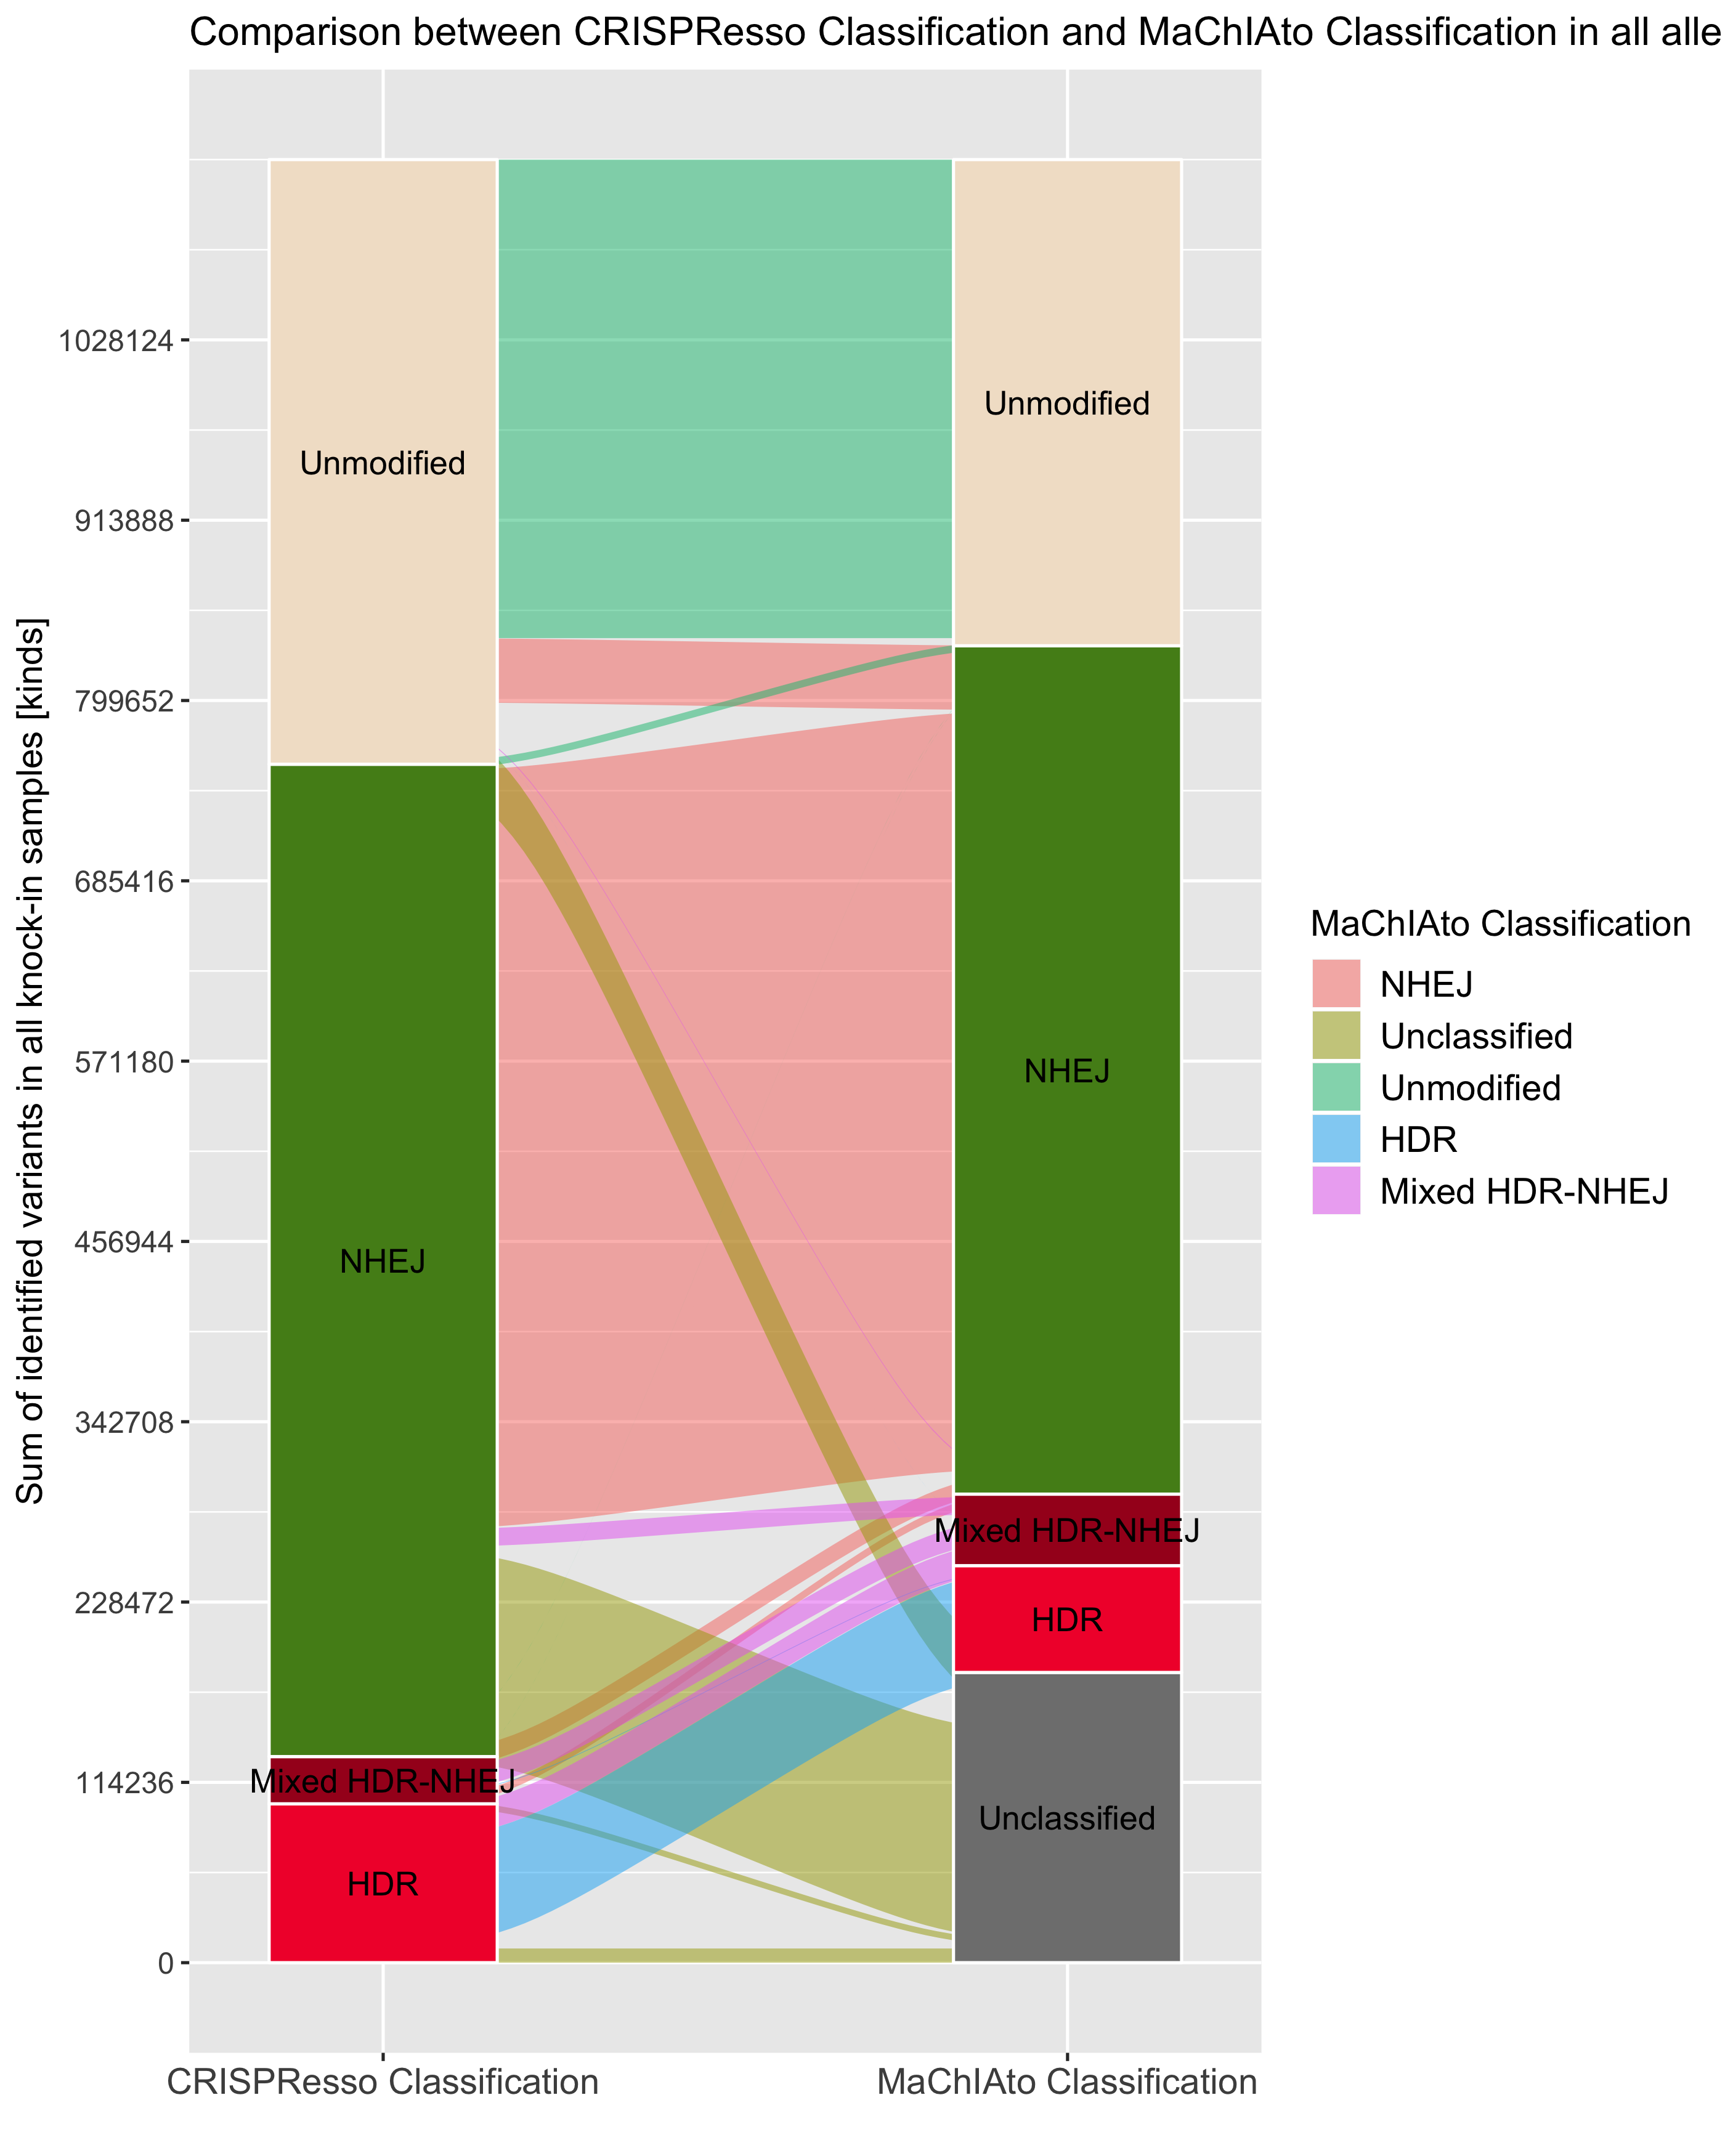 Comparison between CRISPResso Classification and MaChIAto Classification in all alle
Sum of identified variants in all knock-in samples [kinds]
1028124
913888
799652
685416
571180
456944
342708
228472
114236
0
Unmodified
NHEJ
Mixed HDR-NHEJ
HDR
Unmodified
NHEJ
Mixed HDR-NHEJ
HDR
Unclassified
CRISPResso Classification
MaChIAto Classification
MaChIAto Classification
NHEJ
Unclassified
Unmodified
HDR
Mixed HDR-NHEJ